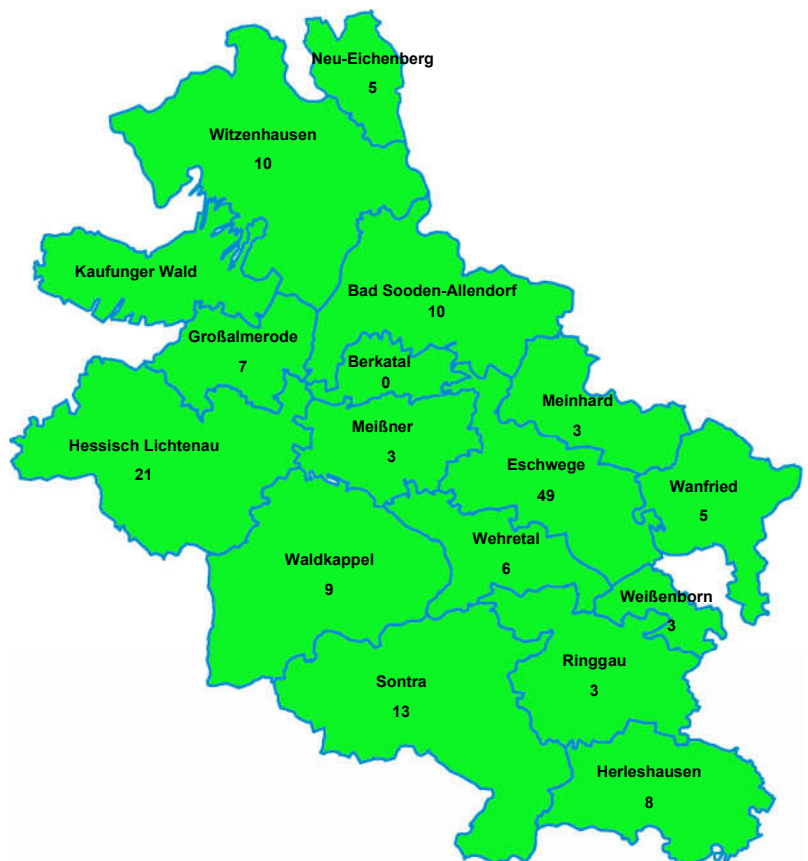 Neu-Eichenberg
5
Witzenhausen
10
Kaufunger Wald
Bad Sooden-Allendorf
10
Großalmerode
7
Berkatal
0
Meinhard
3
Meißner
3
Hessisch Lichtenau
21
Eschwege
49
Wanfried
5
Wehretal
6
Waldkappel
9
Weißenborn
3
Ringgau
3
Sontra
13
Herleshausen
8